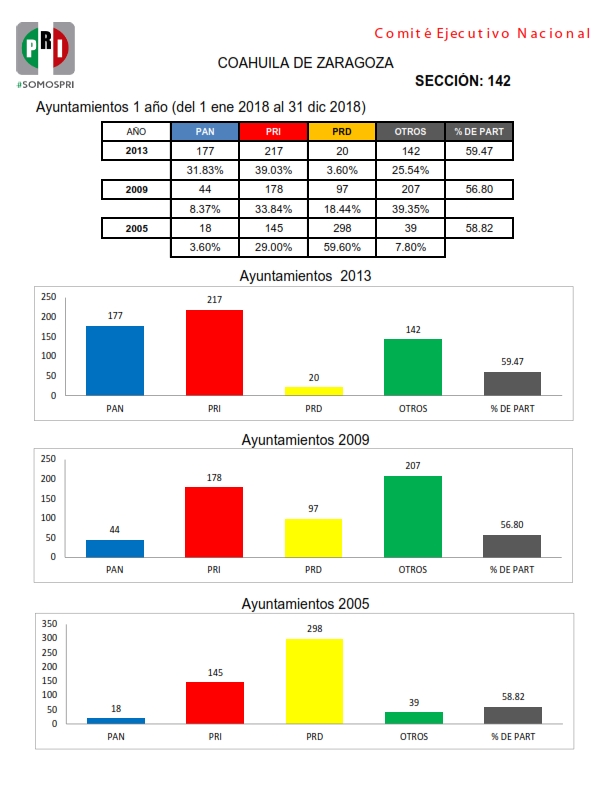 Comité Ejecutivo Nacional
PRI
#SOMOSPRI
COAHUILA DE ZARAGOZA
SECCIÓN: 142
Ayuntamientos 1 año (del 1 ene 2018 al 31 dic 2018)
AÑO PAN PRI PRD OTROS % DE PART
2013 177 217 20 142 59.47
31.83% 39.03% 3.60% 25.54%
2009 44 178 97 207 56.80
8.37% 33.84% 18.44% 39.35%
2005 18 145 298 39 58.82
3.60% 29.00% 59.60% 7.80%
Ayuntamientos 2013
250
200
150
100
50
0
177 217 20 142 59.47
PAN PRI PRD OTROS % DE PART
Ayuntamientos 2009
250
200
150
100
50
0
44 178 97 207 56.80
PAN PRI PRD OTROS % DE PART
Ayuntamientos 2005
350
300
250
200
150
100
50
0
18 145 298 39 58.82
PAN PRI PRD OTROS % DE PART